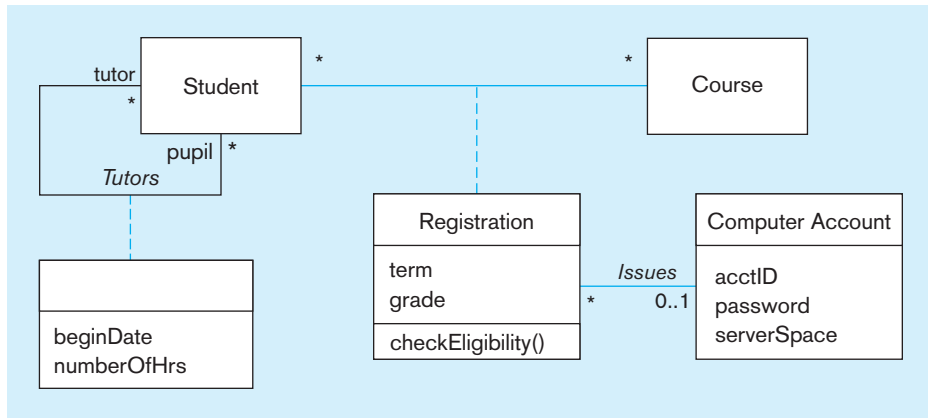 * *
tutor
Student
Course
*
pupil *
Tutors
Registration
Computer Account
term
grade
Issues
* 0..1
acctID
password
serverSpace
checkEligibility()
beginDate
numberOfHrs